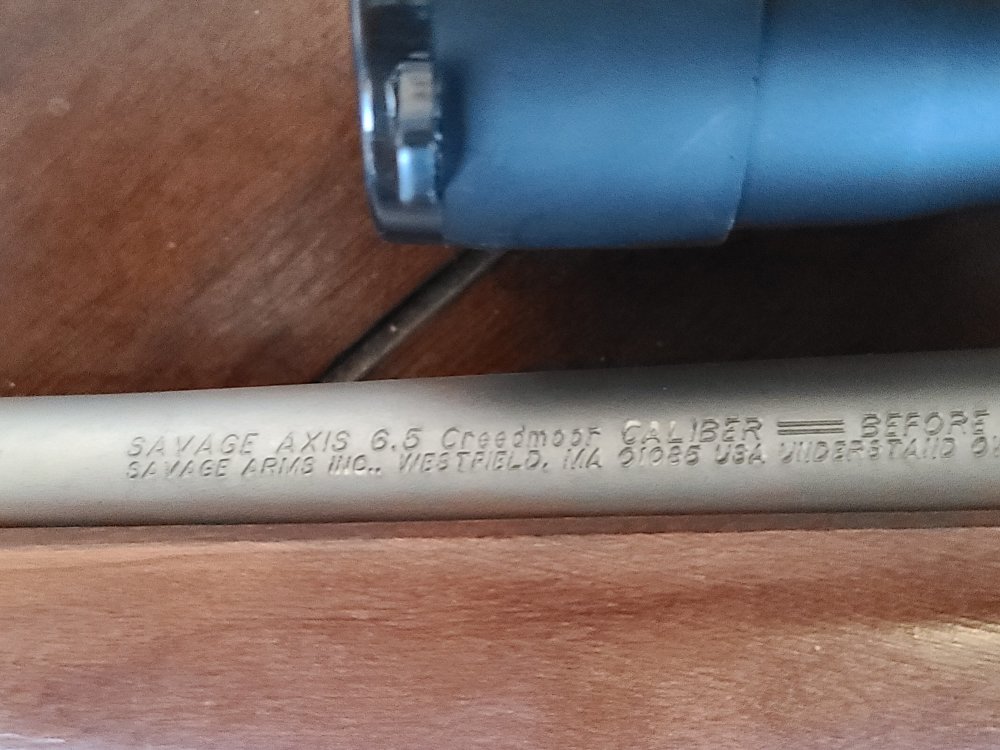 SAVAGE AXIS 6.5 Creedmoor CALIBER BEFORE
SAVAGE ARMS INC., WESTFIELD, MA 01085 USA UNDERSTAND